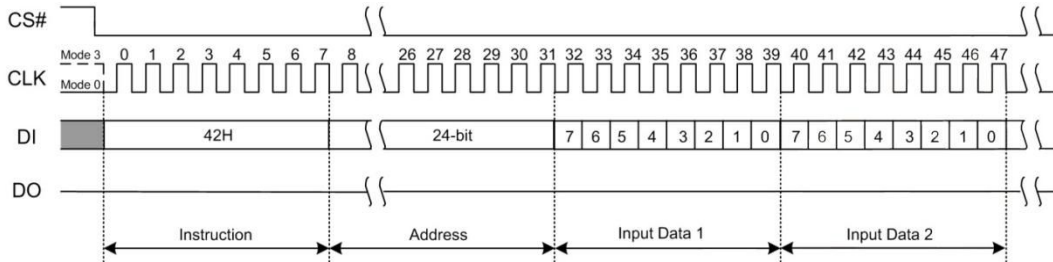 CS#
Mode 3 0 1 2 3 4 5 6 7 8 26 27 28 29 30 31 32 33 34 35 36 37 38 39 40 41 42 43 44 45 46 47
CLK
Mode 0
DI 42H 24-bit 7 6 5 4 3 2 1 0 7 6 5 4 3 2 1 0
DO
Instruction Address Input Data 1 Input Data 2